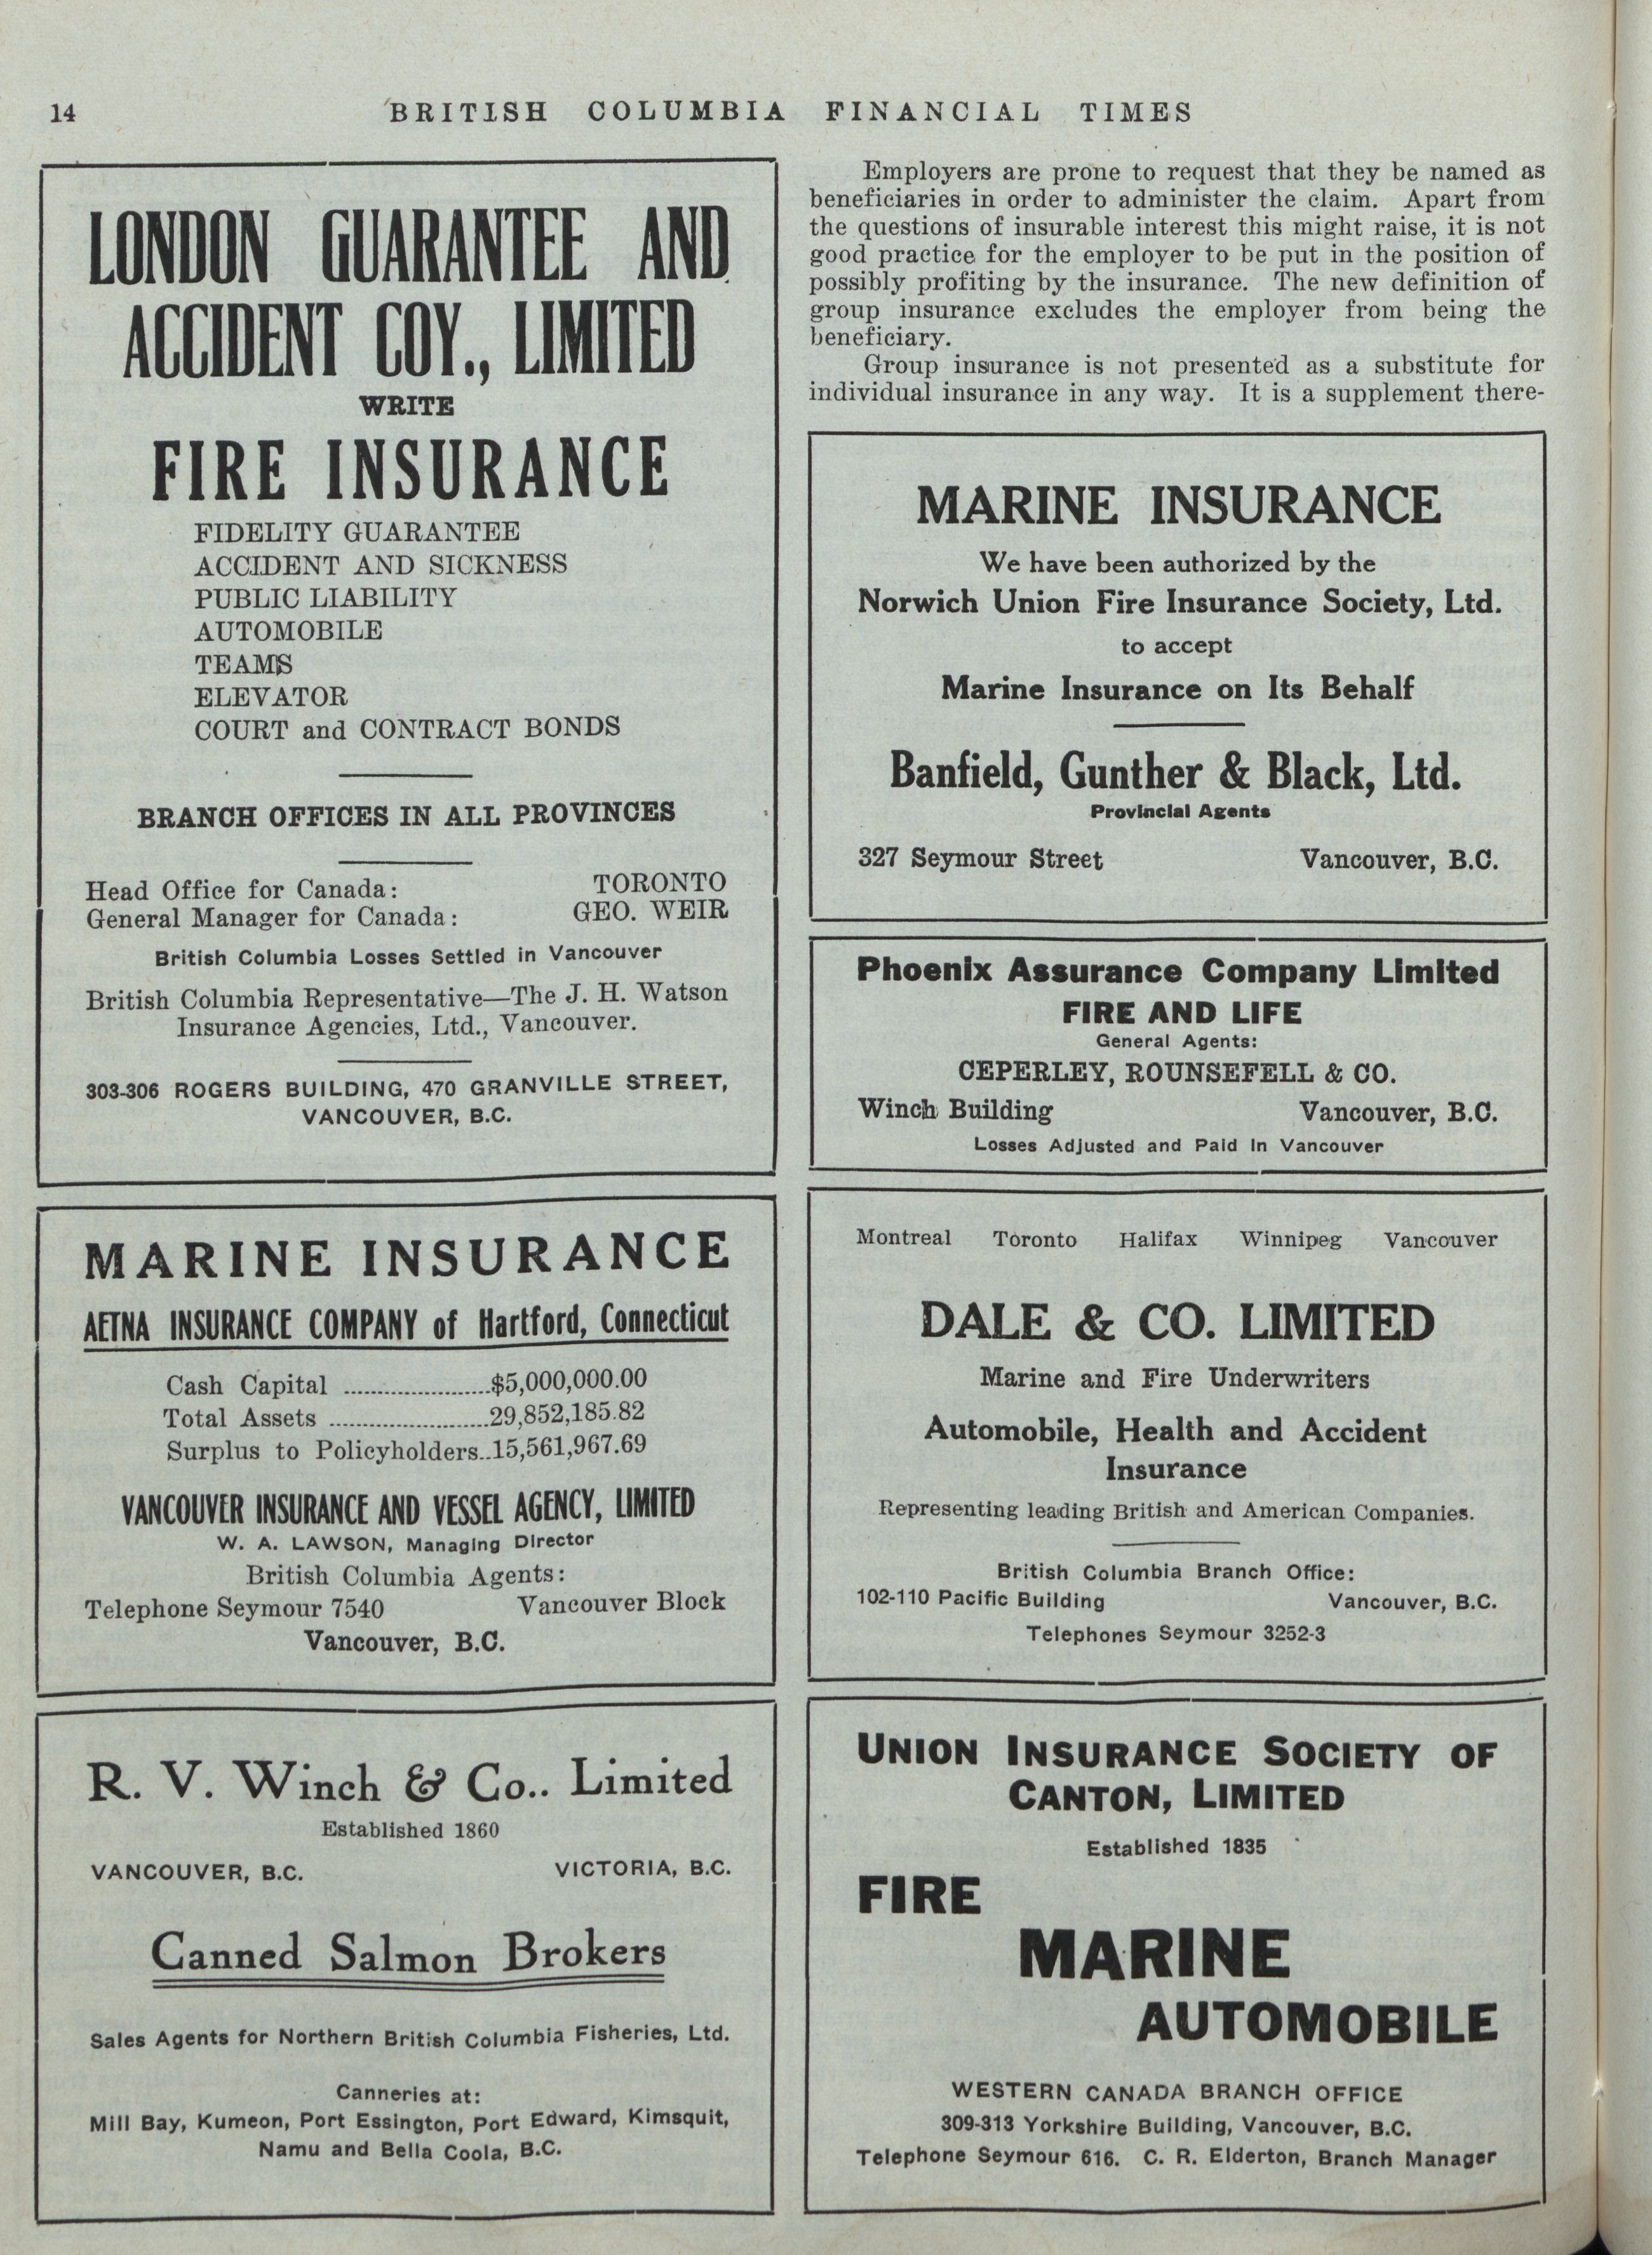 14
BRITISH COLUMBIA FINANCIAL TIMES
LONDON GUARANTEE AND
ACCIDENT COY., LIMITED
WRITE
FIRE INSURANCE
FIDELITY GUARANTEE
ACCIDENT AND SICKNESS
PUBLIC LIABILITY
AUTOMOBILE
TEAMS
ELEVATOR
COURT and CONTRACT BONDS
BRANCH OFFICES IN ALL PROVINCES
Head Office for Canada: TORONTO
General Manager for Canada: GEO. WEIR
British Columbia Losses Settled in Vancouver
British Columbia Representative—The J. H. Watson
Insurance Agencies, Ltd., Vancouver.
303-306 ROGERS BUILDING, 470 GRANVILLE STREET,
VANCOUVER, B.C.
MARINE INSURANCE
AETNA INSURANCE COMPANY of Hartford, Connecticut
Cash Capital ......................$5,000,000.00
Total Assets ........................29,852,185.82
Surplus to Policyholders..15,561,967.69
VANCOUVER INSURANCE AND VESSEL AGENCY, LIMITED
W. A. LAWSON, Managing Director
British Columbia Agents:
Telephone Seymour 7540 Vancouver Block
Vancouver, B.C.
R. V. Winch & Co.. Limited
Established 1860
VANCOUVER, B.C. VICTORIA, B.C.
Canned Salmon Brokers
Sales Agents for Northern British Columbia Fisheries, Ltd.
Canneries at:
Mill Bay, Kumeon, Port Essington, Port Edward, Kimsquit,
Namu and Bella Coola, B.C.
Employers are prone to request that they be named as
beneficiaries in order to administer the claim. Apart from
the questions of insurable interest this might raise, it is not
good practice for the employer to be put in the position of
possibly profiting by the insurance. The new definition of
group insurance excludes the employer from being the
beneficiary.
Group insurance is not presented as a substitute for
individual insurance in any way. It is a supplement there-
MARINE INSURANCE
We have been authorized by the
Norwich Union Fire Insurance Society, Ltd.
to accept
Marine Insurance on Its Behalf
Banfield, Gunther & Black, Ltd.
Provincial Agents
327 Seymour Street Vancouver, B.C.
Phoenix Assurance Company Limited
FIRE AND LIFE
General Agents:
CEPERLEY, ROUNSEFELL & CO.
Winch Building Vancouver, B.C.
Losses Adjusted and Paid in Vancouver
Montreal Toronto Halifax Winnipeg Vancouver
DALE & CO. LIMITED
Marine and Fire Underwriters
Automobile, Health and Accident
Insurance
Representing leading British and American Companies.
British Columbia Branch Office:
102-110 Pacific Building Vancouver, B.C.
Telephones Seymour 3252-3
UNION INSURANCE SOCIETY OF
CANTON, LIMITED
Established 1835
FIRE
MARINE
AUTOMOBILE
WESTERN CANADA BRANCH OFFICE
309-313 Yorkshire Building, Vancouver, B.C.
Telephone Seymour 616. C. R. Elderton, Branch Manager